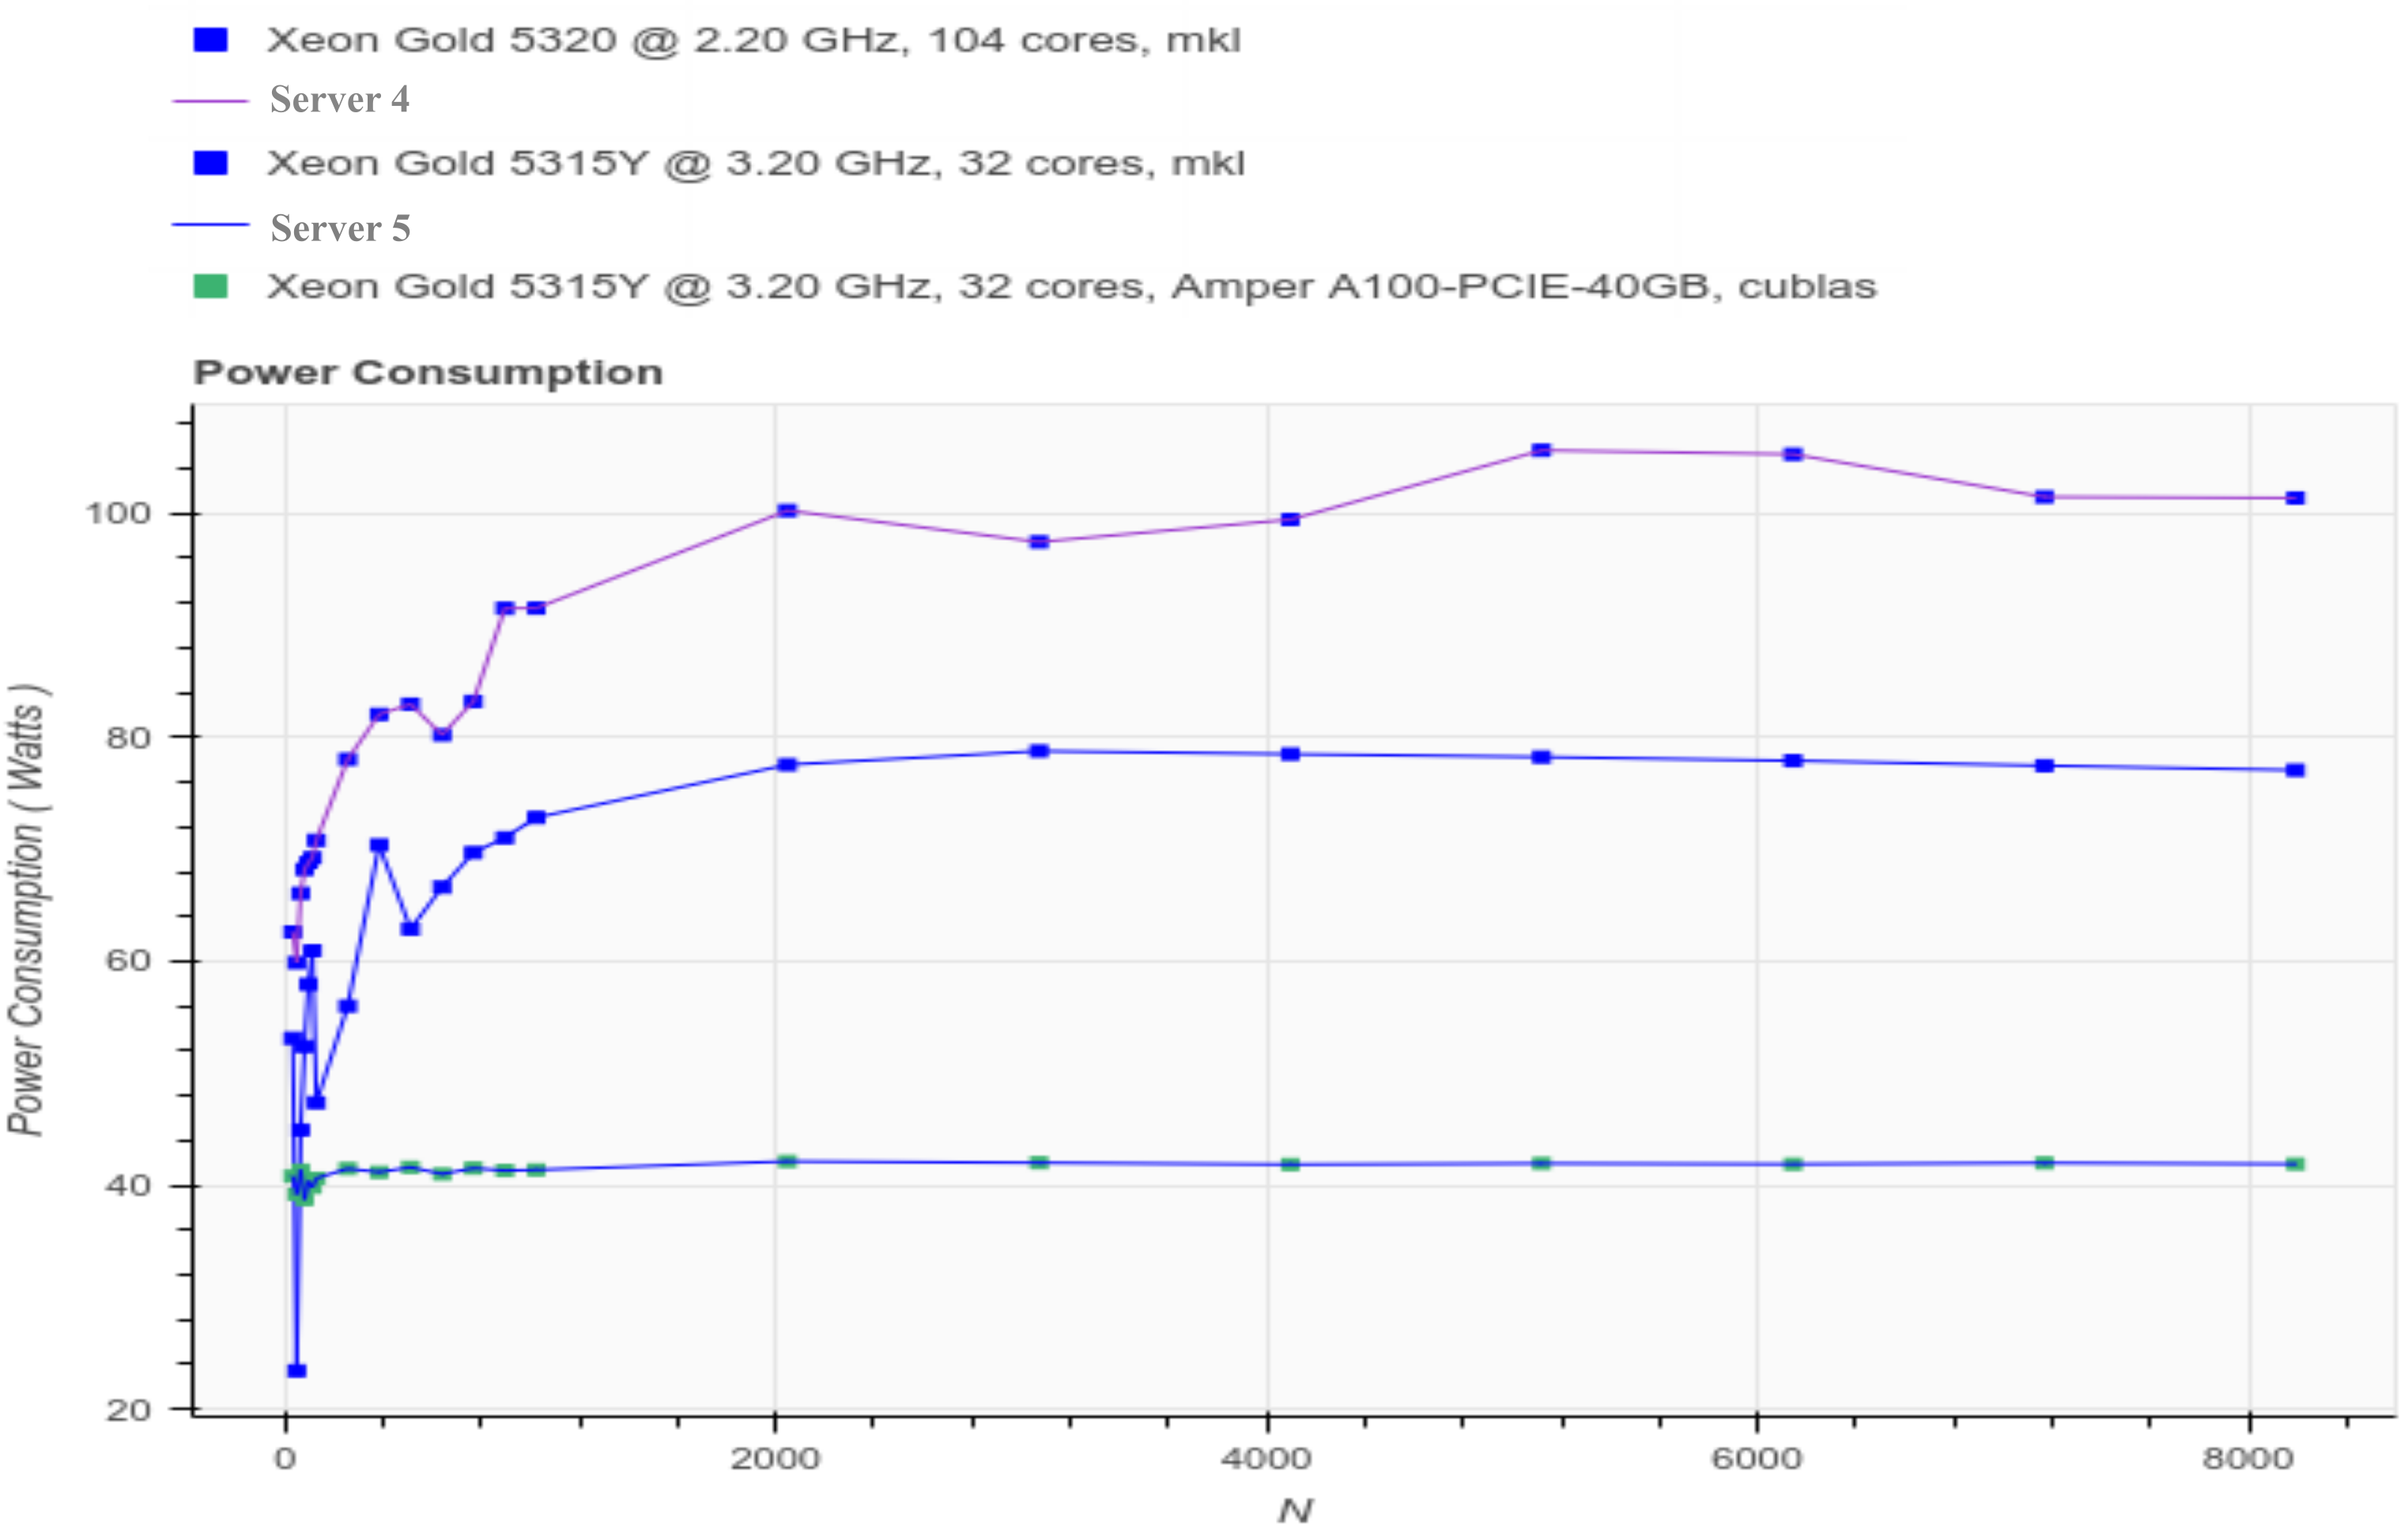 Xeon Gold 5320 @ 2.20 GHz, 104 cores, mkl
Server 4
Xeon Gold 5315Y @ 3.20 GHz, 32 cores, mkl
Server 5
Xeon Gold 5315Y @ 3.20 GHz, 32 cores, Amper A100-PCIE-40GB, cublas
Power Consumption
Power Consumption ( Watts )
100
80
60
40
20
0 2000 4000 6000 8000
N